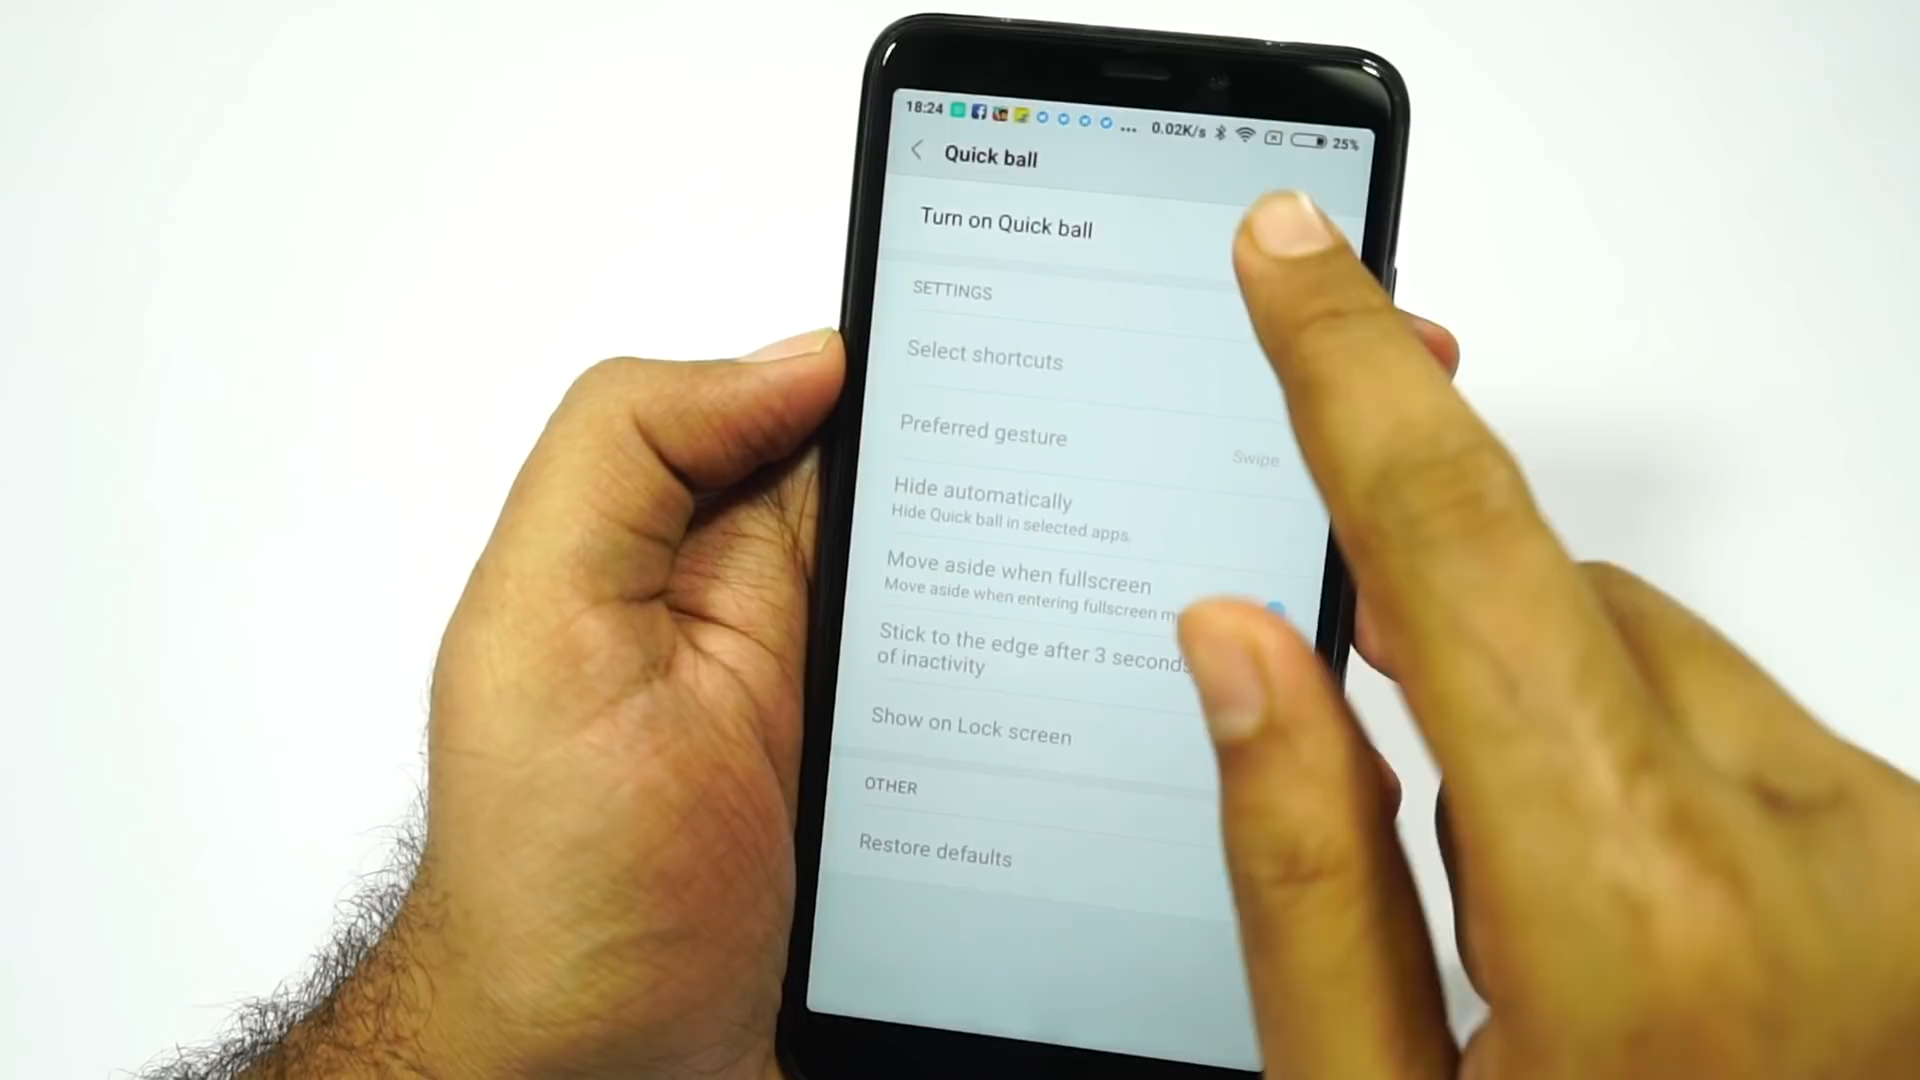 18:24 ... 0.02K/s 25%
Quick ball
Turn on Quick ball
SETTINGS
Select shortcuts
Preferred gesture
Swipe
Hide automatically
Hide Quick ball in selected apps.
Move aside when fullscreen
Move aside when entering fullscreen
Stick to the edge after 3 seconds
of inactivity
Show on Lock screen
OTHER
Restore defaults